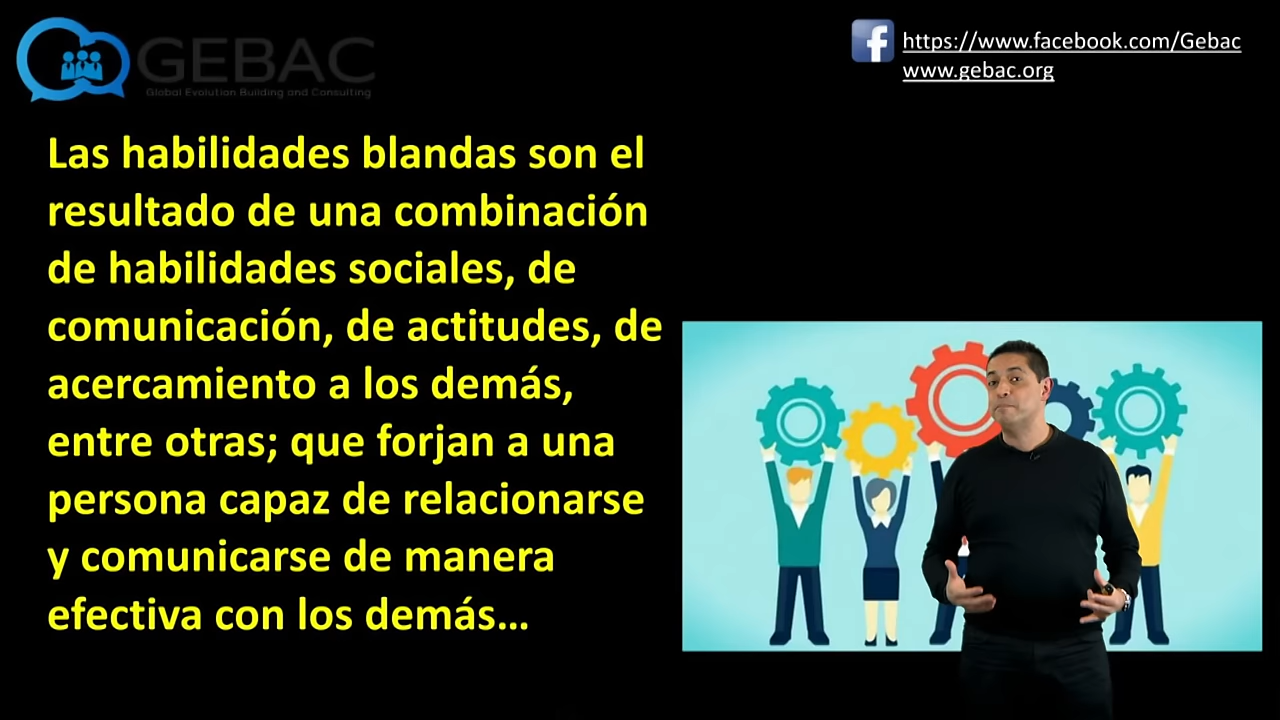 GEBAC
Global Evolution Building and Consulting
https://www.facebook.com/Gebac
www.gebac.org
Las habilidades blandas son el
resultado de una combinación
de habilidades sociales, de
comunicación, de actitudes, de
acercamiento a los demás,
entre otras; que forjan a una
persona capaz de relacionarse
y comunicarse de manera
efectiva con los demás...